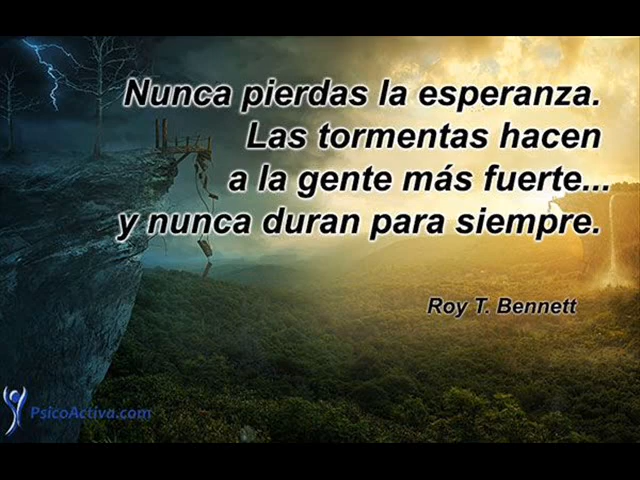 Nunca pierdas la esperanza.
Las tormentas hacen
a la gente más fuerte...
y nunca duran para siempre.
Roy T. Bennett
PsicoActiva.com